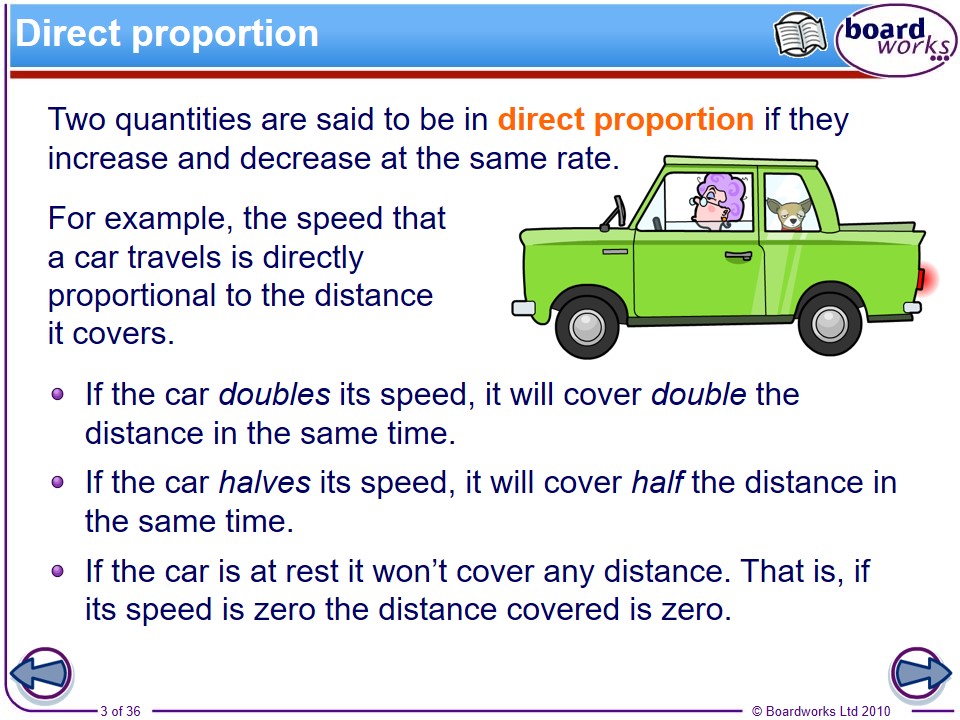 Direct proportion
board
works
Two quantities are said to be in direct proportion if they
increase and decrease at the same rate.
For example, the speed that
a car travels is directly
proportional to the distance
it covers.
If the car doubles its speed, it will cover double the
distance in the same time.
If the car halves its speed, it will cover half the distance in
the same time.
If the car is at rest it won’t cover any distance. That is, if
its speed is zero the distance covered is zero.
3 of 36
© Boardworks Ltd 2010